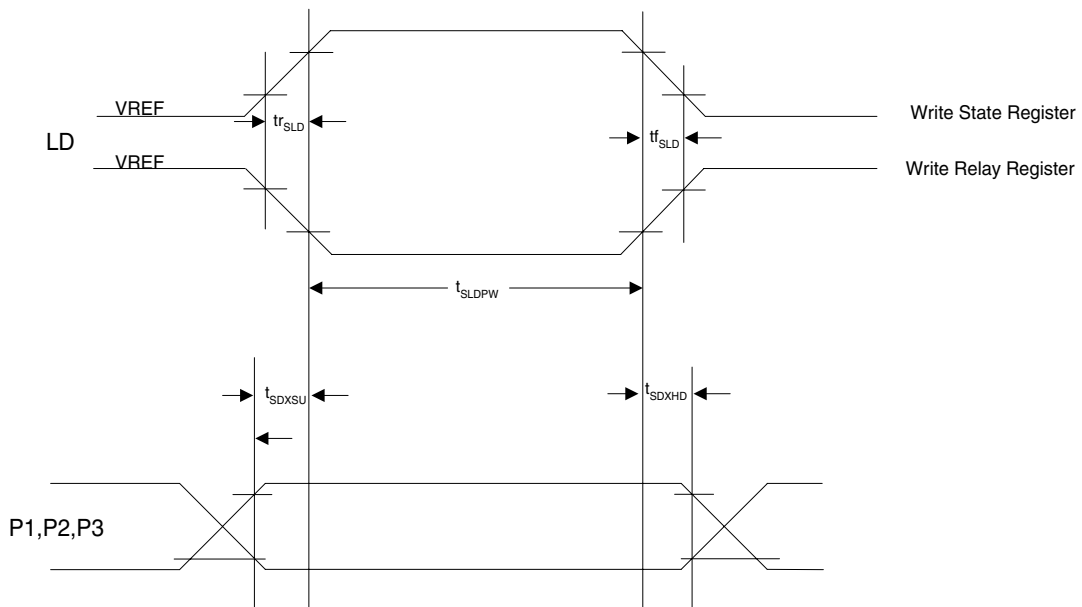 VREF
Write State Register
tr_SLD
tf_SLD
LD
VREF
Write Relay Register
t_SLDPW
t_SDXSU
t_SDXHD
P1,P2,P3